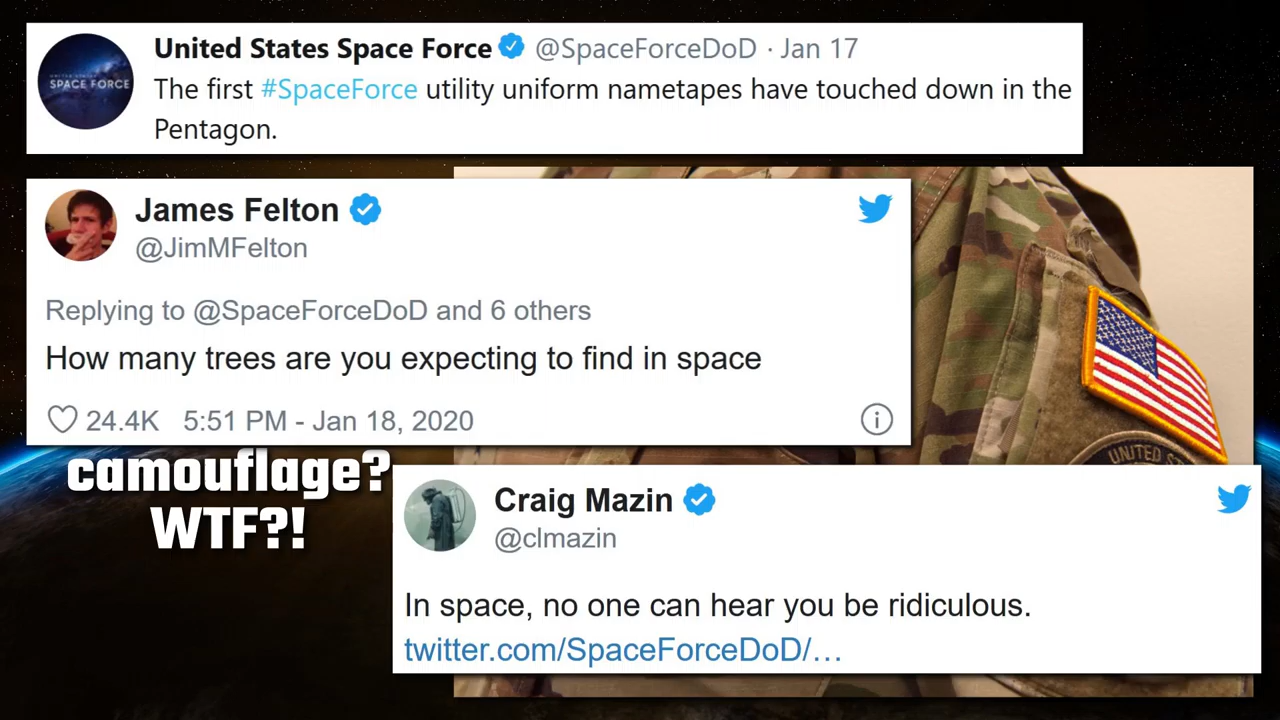 United States Space Force @SpaceForceDoD · Jan 17
SPACE FORCE
The first #SpaceForce utility uniform nametapes have touched down in the
Pentagon.
James Felton
@JimMFelton
Replying to @SpaceForceDoD and 6 others
How many trees are you expecting to find in space
24.4K 5:51 PM - Jan 18, 2020
camouflage?
WTF?!
UNITED
Craig Mazin
@clmazin
In space, no one can hear you be ridiculous.
twitter.com/SpaceForceDoD/…